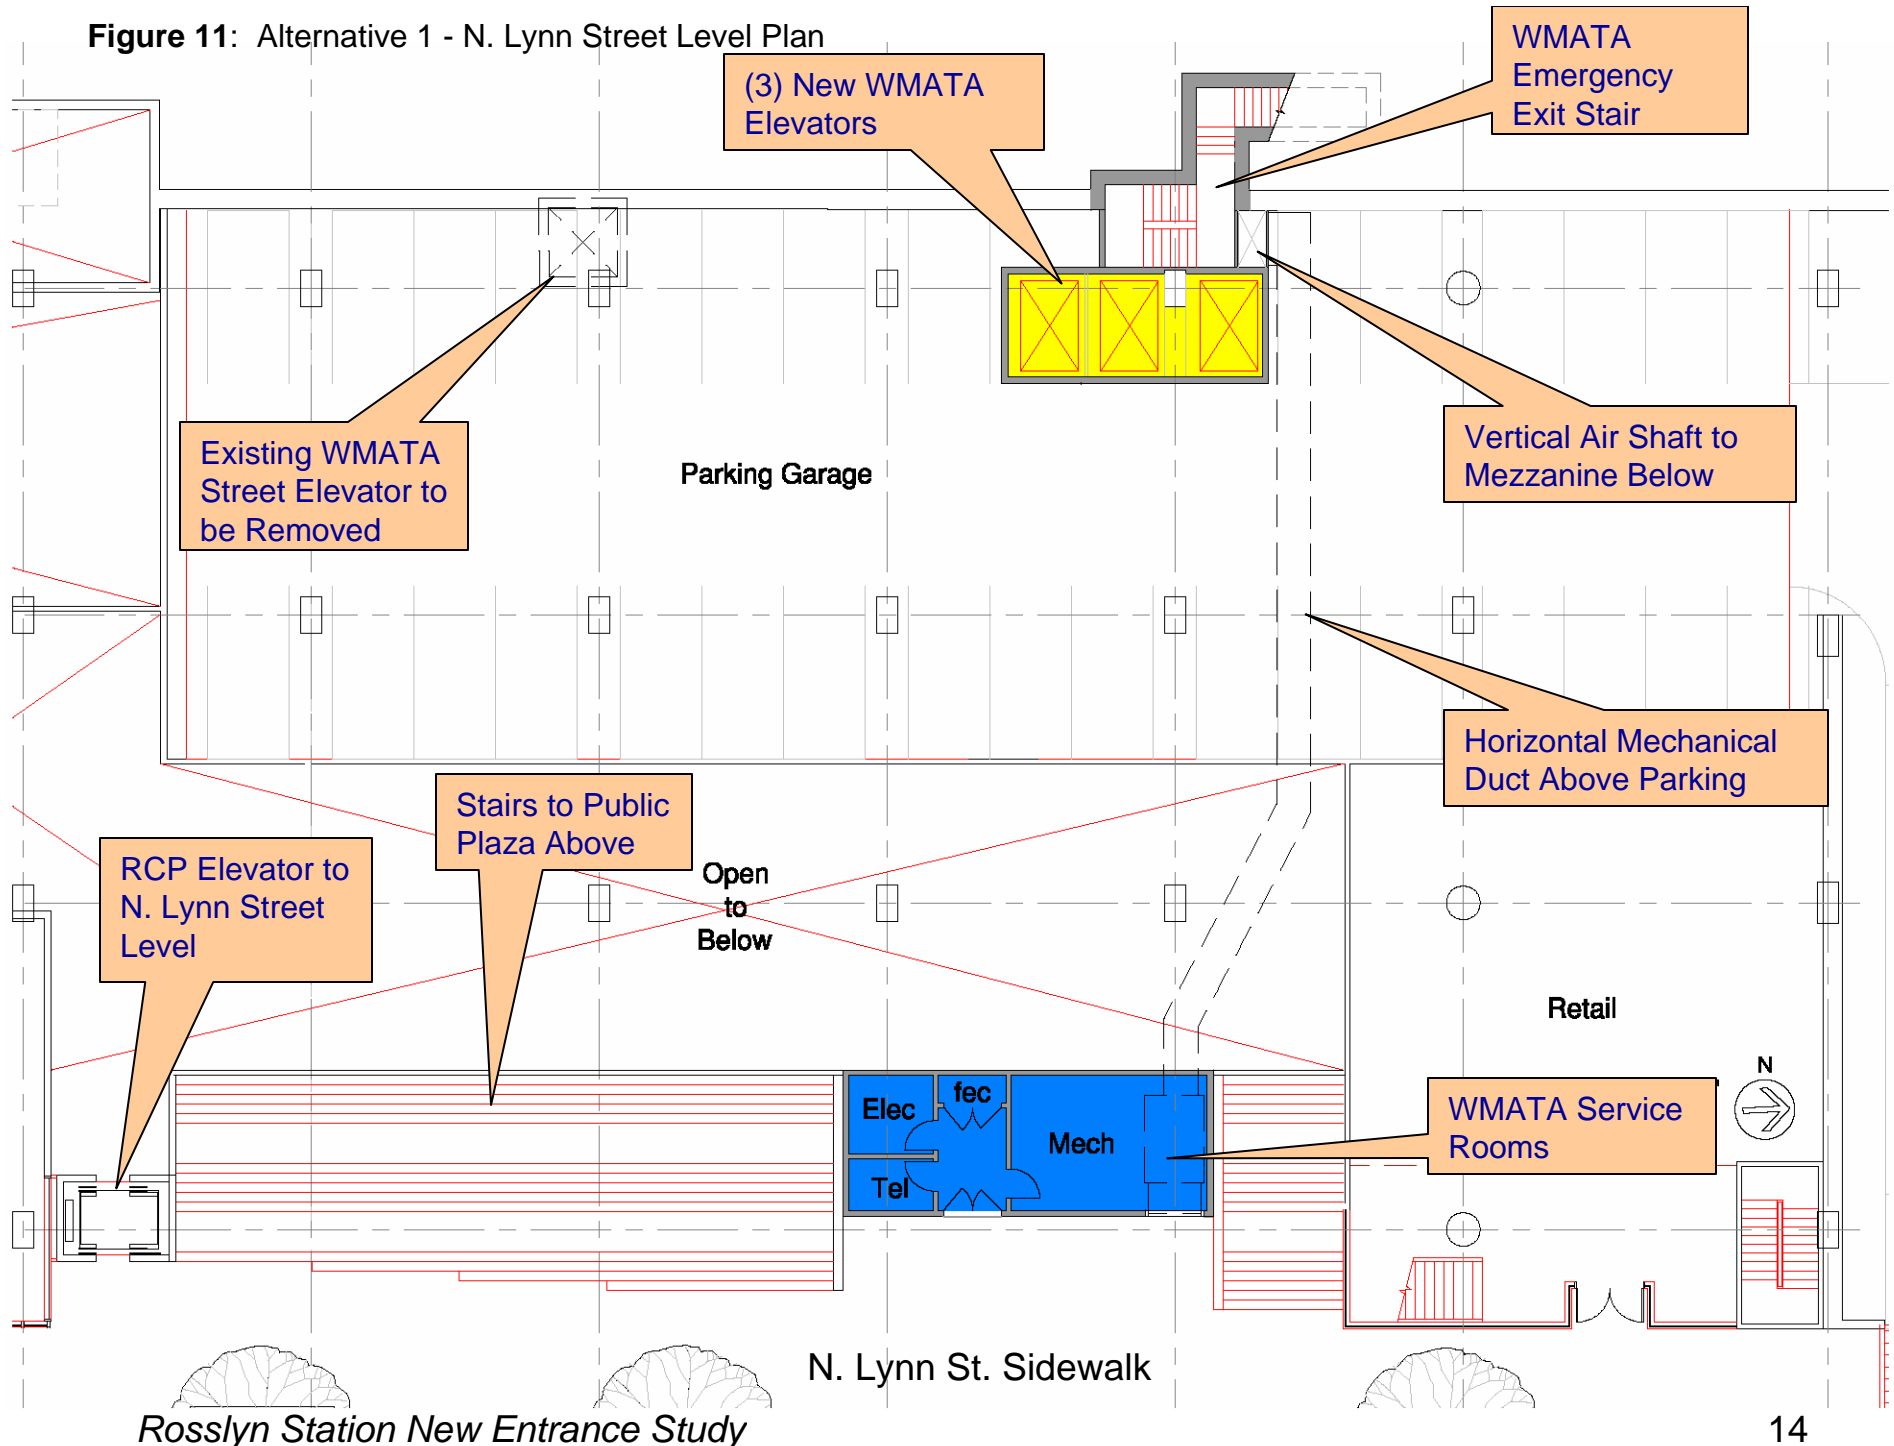 Figure 11: Alternative 1 - N. Lynn Street Level Plan
(3) New WMATA
Elevators
WMATA
Emergency
Exit Stair
Existing WMATA
Street Elevator to
be Removed
Parking Garage
Vertical Air Shaft to
Mezzanine Below
Horizontal Mechanical
Duct Above Parking
Stairs to Public
Plaza Above
RCP Elevator to
N. Lynn Street
Level
Open
to
Below
Retail
N
Elec
fec
Mech
Tel
WMATA Service
Rooms
N. Lynn St. Sidewalk
Rosslyn Station New Entrance Study
14